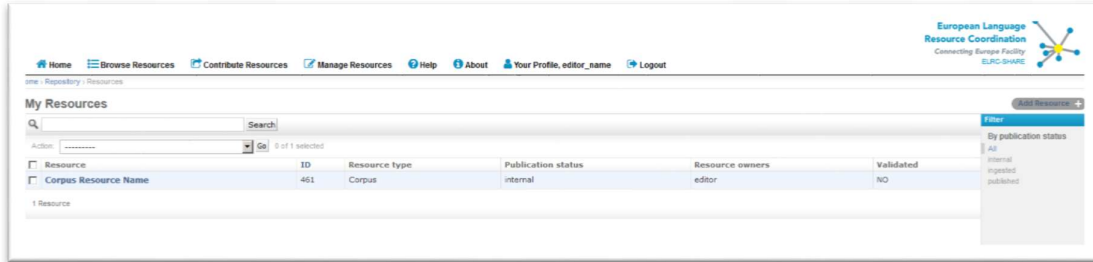 European Language
Resource Coordination
Connecting Europe Facility
ELRC-SHARE
Home Browse Resources Contribute Resources Manage Resources Help About Your Profile, editor_name Logout
ome › Repository › Resources
My Resources
Add Resource +
Search
Filter
By publication status
All
internal
ingested
published
Action: --------- Go 0 of 1 selected
Resource ID Resource type Publication status Resource owners Validated
Corpus Resource Name 461 Corpus internal editor NO
1 Resource